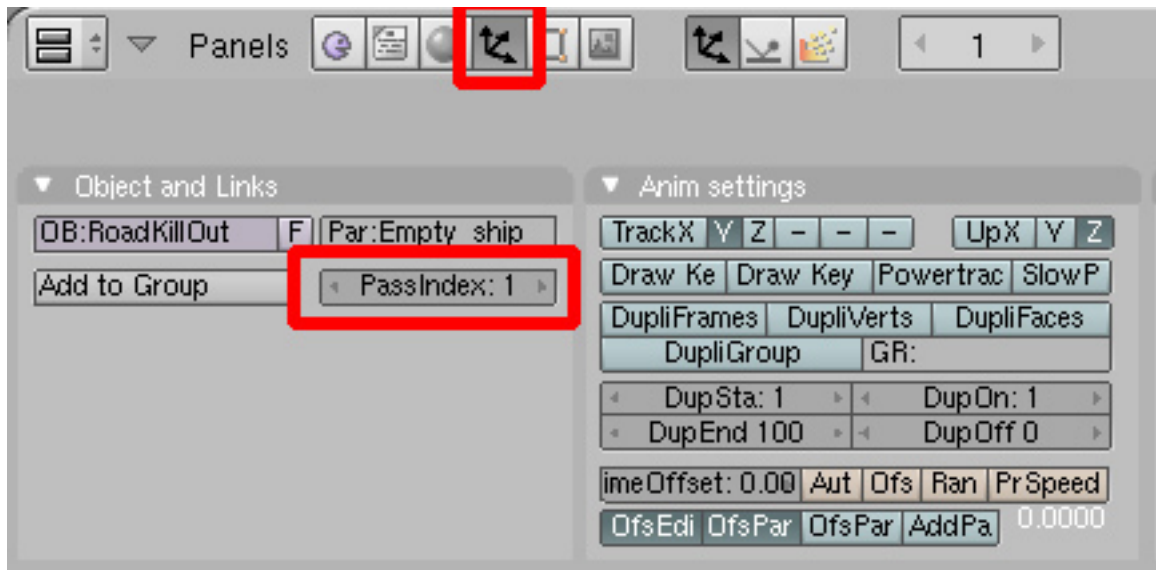 Panels 1
Object and Links
OB:RoadKillOut F Par:Empty ship
Add to Group PassIndex: 1
Anim settings
TrackX Y Z - - - UpX Y Z
Draw Ke Draw Key Powertrac SlowP
DupliFrames DupliVerts DupliFaces
DupliGroup GR:
DupSta: 1 DupOn: 1
DupEnd 100 DupOff 0
imeOffset: 0.00 Aut Ofs Ran PrSpeed
OfsEdi OfsPar OfsPar AddPa 0.0000